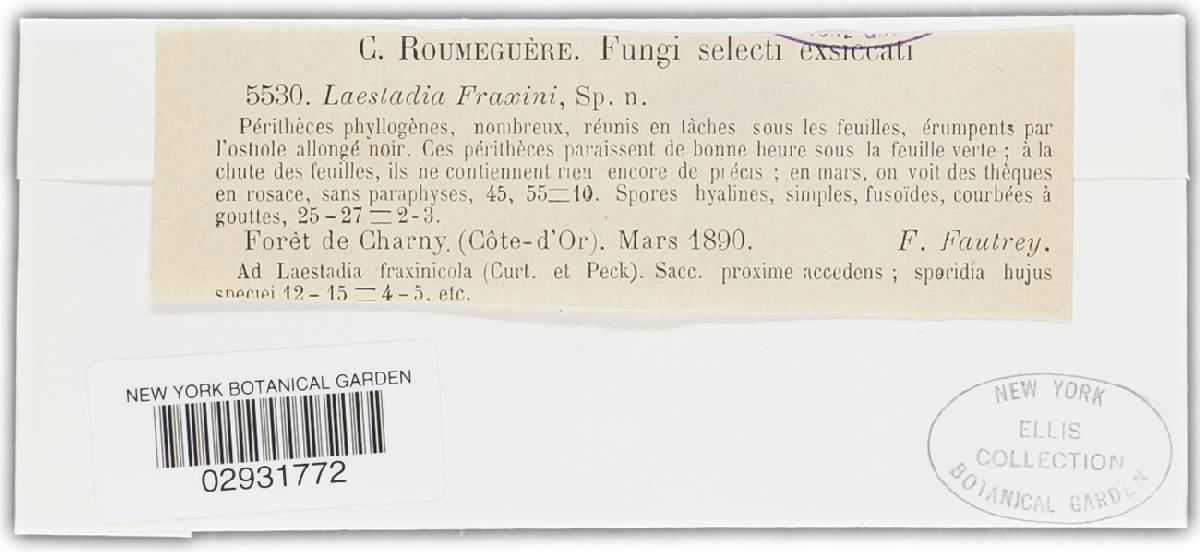 C. ROUMEGUÈRE. Fungi selecti exsiccati
5530. Laestadia Fraxini, Sp. n.
Périthèces phyllogènes, nombreux, réunis en tâches sous les feuilles, érumpents par
l'ostiole allongé noir. Ces périthèces paraissent de bonne heure sous la feuille verte ; à la
chute des feuilles, ils ne contiennent rien encore de précis ; en mars, on voit des thèques
en rosace, sans paraphyses, 45, 55=10. Spores hyalines, simples, fusoïdes, courbées à
gouttes, 25-27=2-3.
Forêt de Charny. (Côte-d'Or). Mars 1890. F. Fautrey.
Ad Laestadia fraxinicola (Curt. et Peck). Sacc. proxime accedens ; sporidia hujus
speciei 12-15=4-5, etc.
NEW YORK BOTANICAL GARDEN
02931772
NEW YORK
ELLIS
COLLECTION
BOTANICAL GARDEN